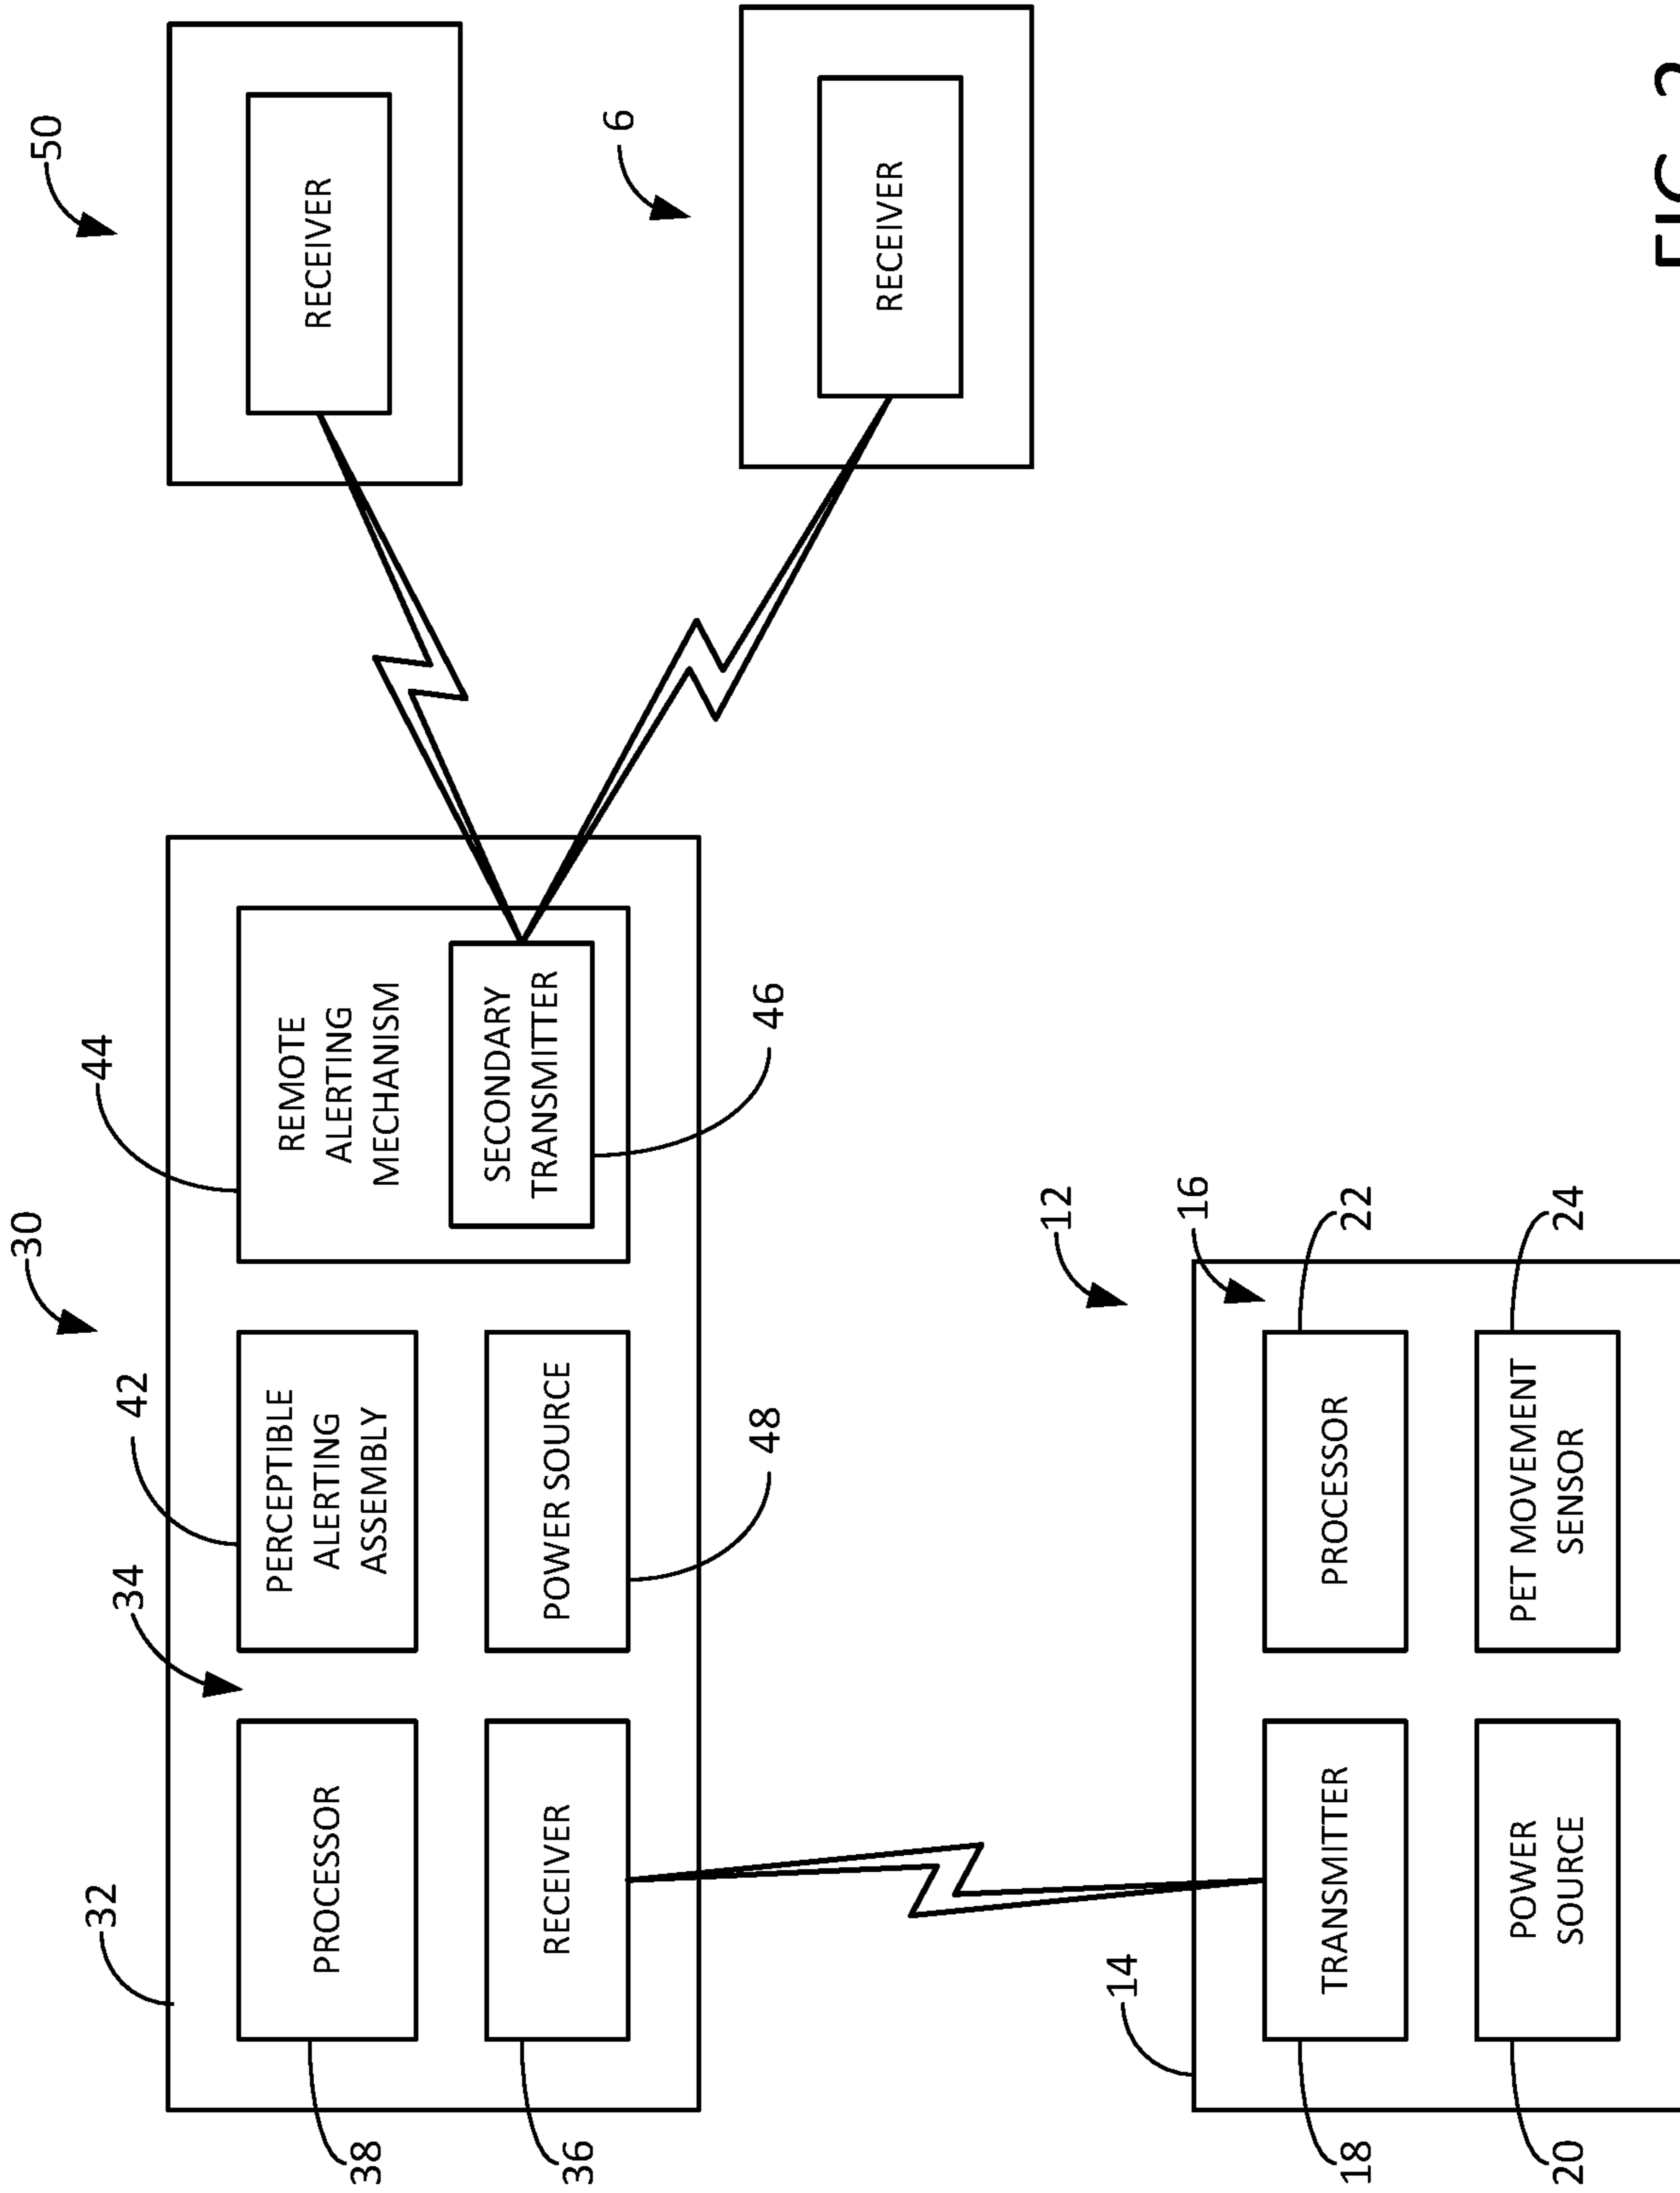 30
32
34
42
44
PROCESSOR
PERCEPTIBLE
ALERTING
ASSEMBLY
REMOTE
ALERTING
MECHANISM
38
RECEIVER
POWER SOURCE
SECONDARY
TRANSMITTER
36
48
46
50
RECEIVER
6
RECEIVER
12
14
16
TRANSMITTER
PROCESSOR
18
22
POWER
SOURCE
PET MOVEMENT
SENSOR
20
24